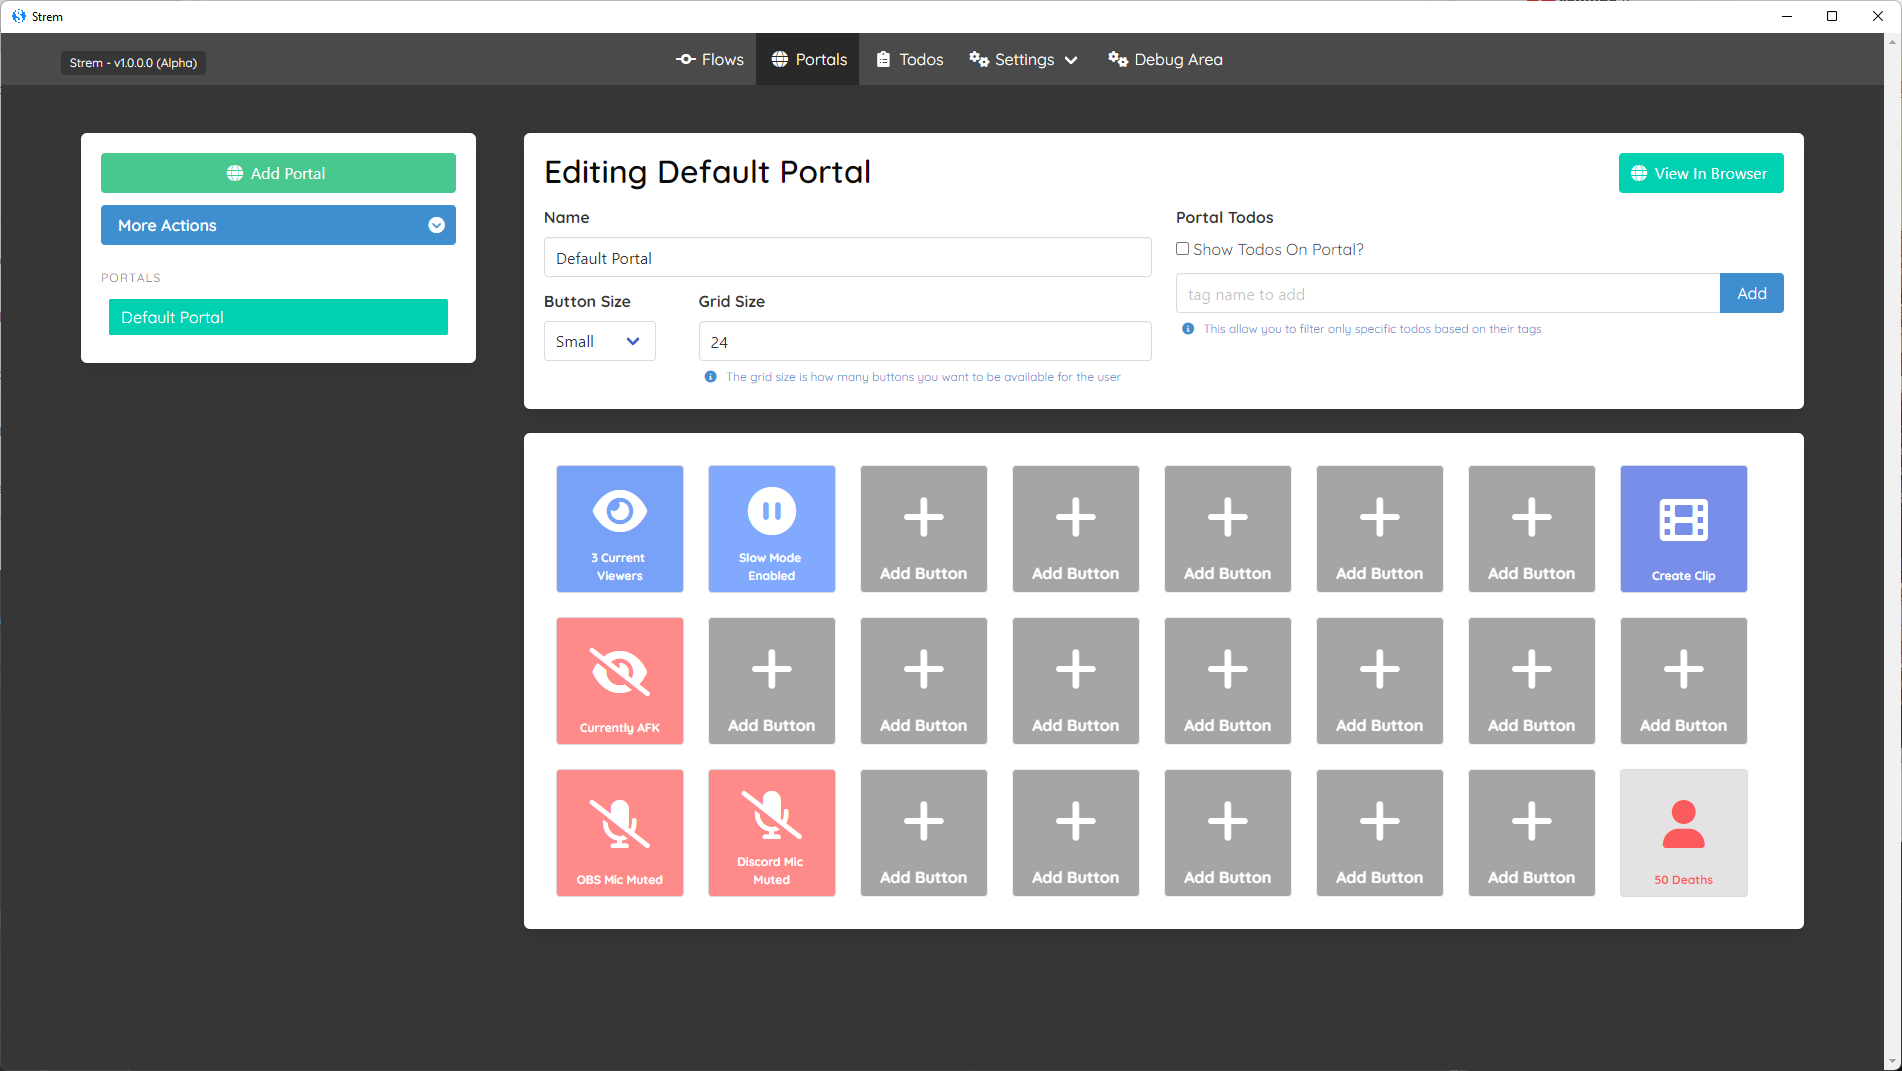 Strem
Strem - v1.0.0.0 (Alpha)
Flows
Portals
Todos
Settings
Debug Area
Add Portal
More Actions
PORTALS
Default Portal
Editing Default Portal
View In Browser
Name
Default Portal
Button Size
Grid Size
Small
24
The grid size is how many buttons you want to be available for the user
Portal Todos
Show Todos On Portal?
tag name to add
Add
This allow you to filter only specific todos based on their tags
3 Current
Viewers
Slow Mode
Enabled
Add Button
Add Button
Add Button
Add Button
Add Button
Create Clip
Currently AFK
Add Button
Add Button
Add Button
Add Button
Add Button
Add Button
Add Button
OBS Mic Muted
Discord Mic
Muted
Add Button
Add Button
Add Button
Add Button
Add Button
50 Deaths